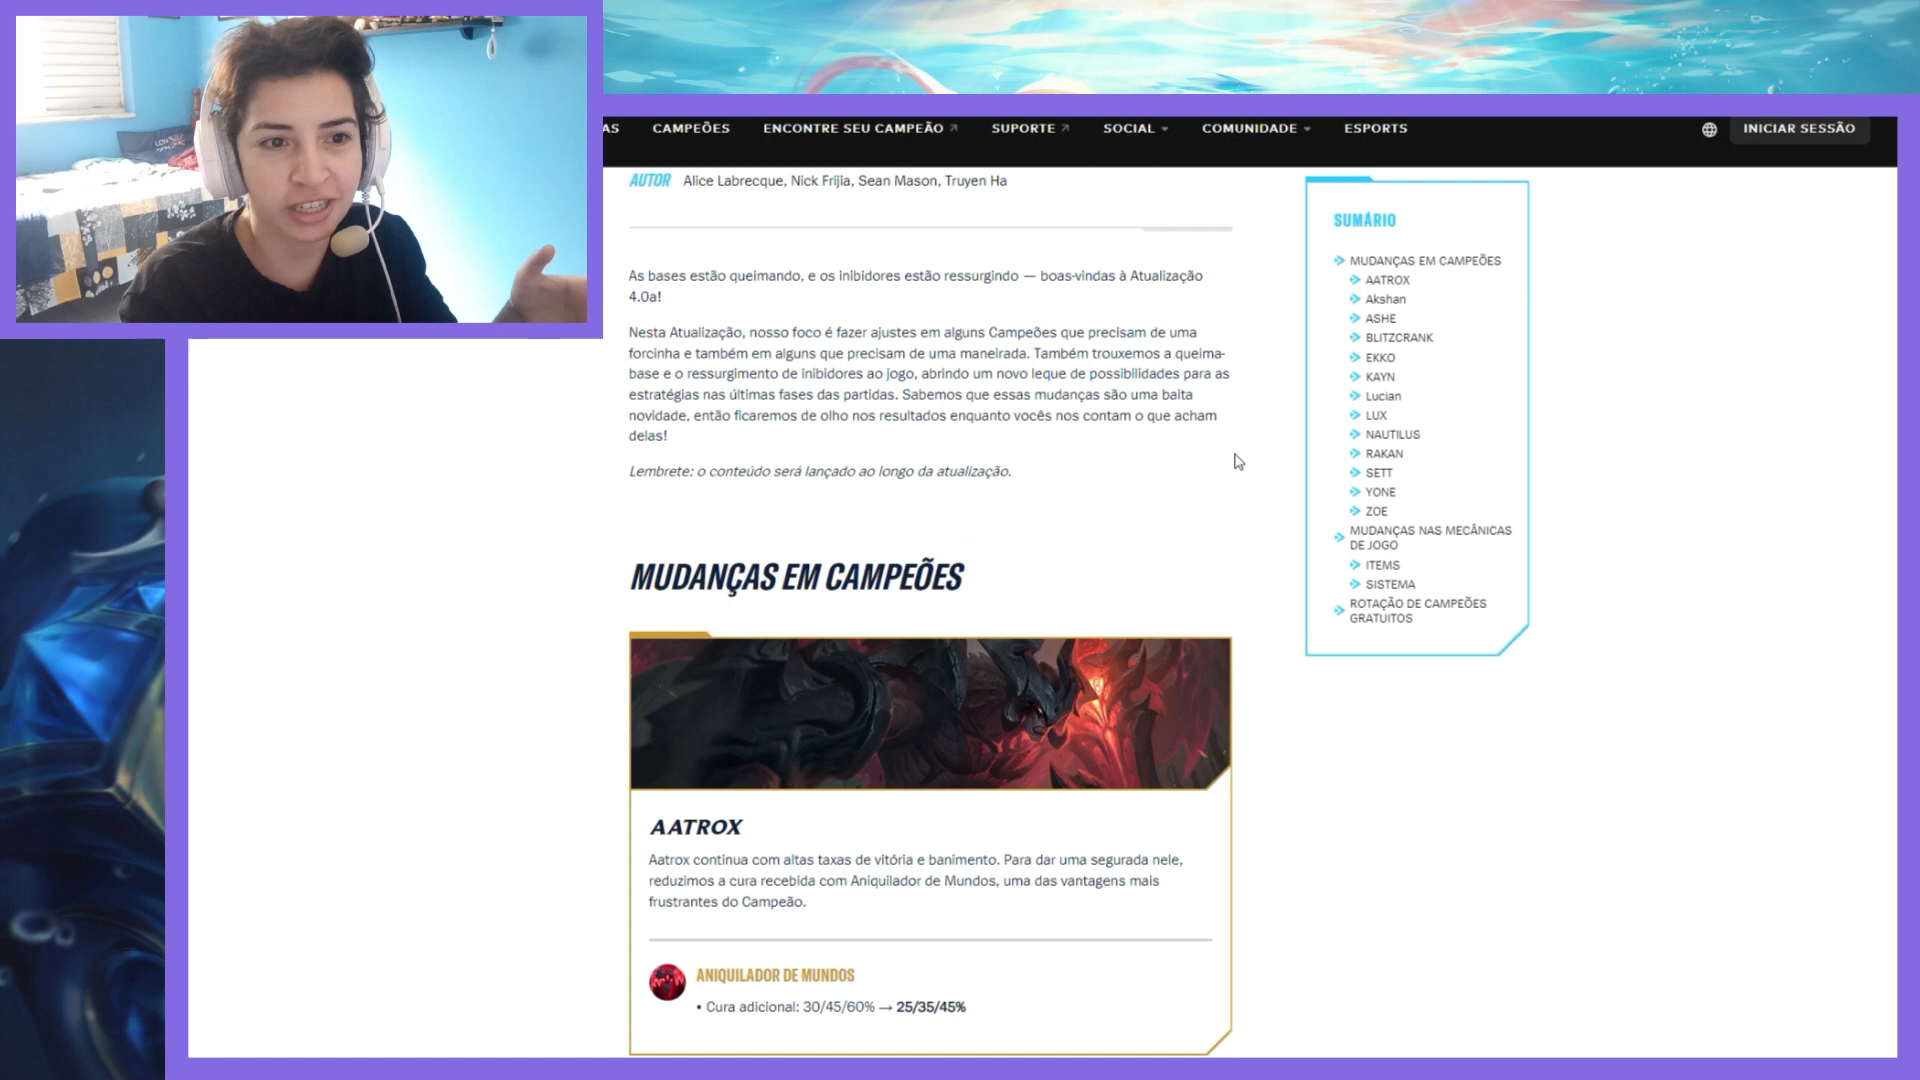 AS CAMPEÕES ENCONTRE SEU CAMPEÃO SUPORTE SOCIAL COMUNIDADE ESPORTS INICIAR SESSÃO
AUTOR Alice Labrecque, Nick Frijia, Sean Mason, Truyen Ha
As bases estão queimando, e os inibidores estão ressurgindo — boas-vindas à Atualização
4.0a!
Nesta Atualização, nosso foco é fazer ajustes em alguns Campeões que precisam de uma
forcinha e também em alguns que precisam de uma maneirada. Também trouxemos a queima-
base e o ressurgimento de inibidores ao jogo, abrindo um novo leque de possibilidades para as
estratégias nas últimas fases das partidas. Sabemos que essas mudanças são uma baita
novidade, então ficaremos de olho nos resultados enquanto vocês nos contam o que acham
delas!
Lembrete: o conteúdo será lançado ao longo da atualização.
MUDANÇAS EM CAMPEÕES
AATROX
Aatrox continua com altas taxas de vitória e banimento. Para dar uma segurada nele,
reduzimos a cura recebida com Aniquilador de Mundos, uma das vantagens mais
frustrantes do Campeão.
ANIQUILADOR DE MUNDOS
• Cura adicional: 30/45/60% → 25/35/45%
SUMÁRIO
MUDANÇAS EM CAMPEÕES
AATROX
Akshan
ASHE
BLITZCRANK
EKKO
KAYN
Lucian
LUX
NAUTILUS
RAKAN
SETT
YONE
ZOE
MUDANÇAS NAS MECÂNICAS
DE JOGO
ITEMS
SISTEMA
ROTAÇÃO DE CAMPEÕES
GRATUITOS